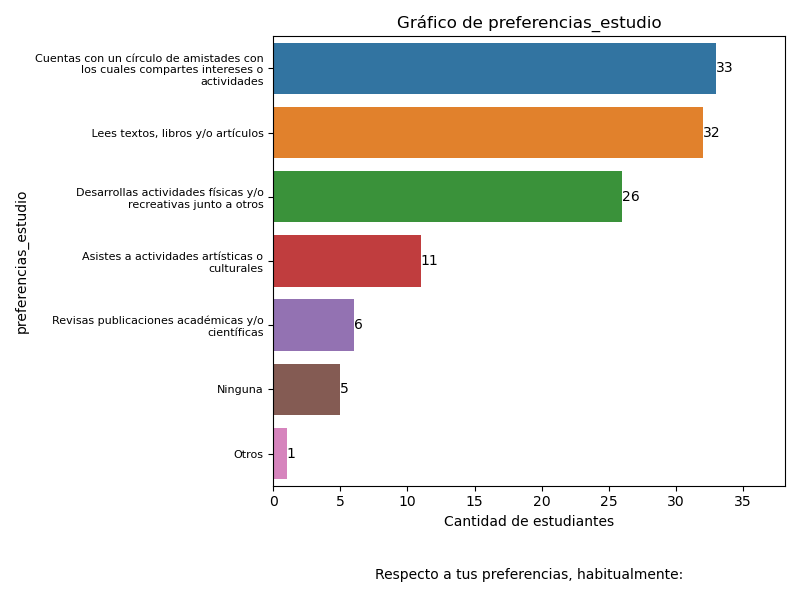 Gráfico de preferencias_estudio
Cuentas con un círculo de amistades con
los cuales compartes intereses o
actividades
33
Lees textos, libros y/o artículos
32
Desarrollas actividades físicas y/o
recreativas junto a otros
26
preferencias_estudio
Asistes a actividades artísticas o
culturales
11
Revisas publicaciones académicas y/o
científicas
6
Ninguna
5
Otros
1
0 5 10 15 20 25 30 35
Cantidad de estudiantes
Respecto a tus preferencias, habitualmente: